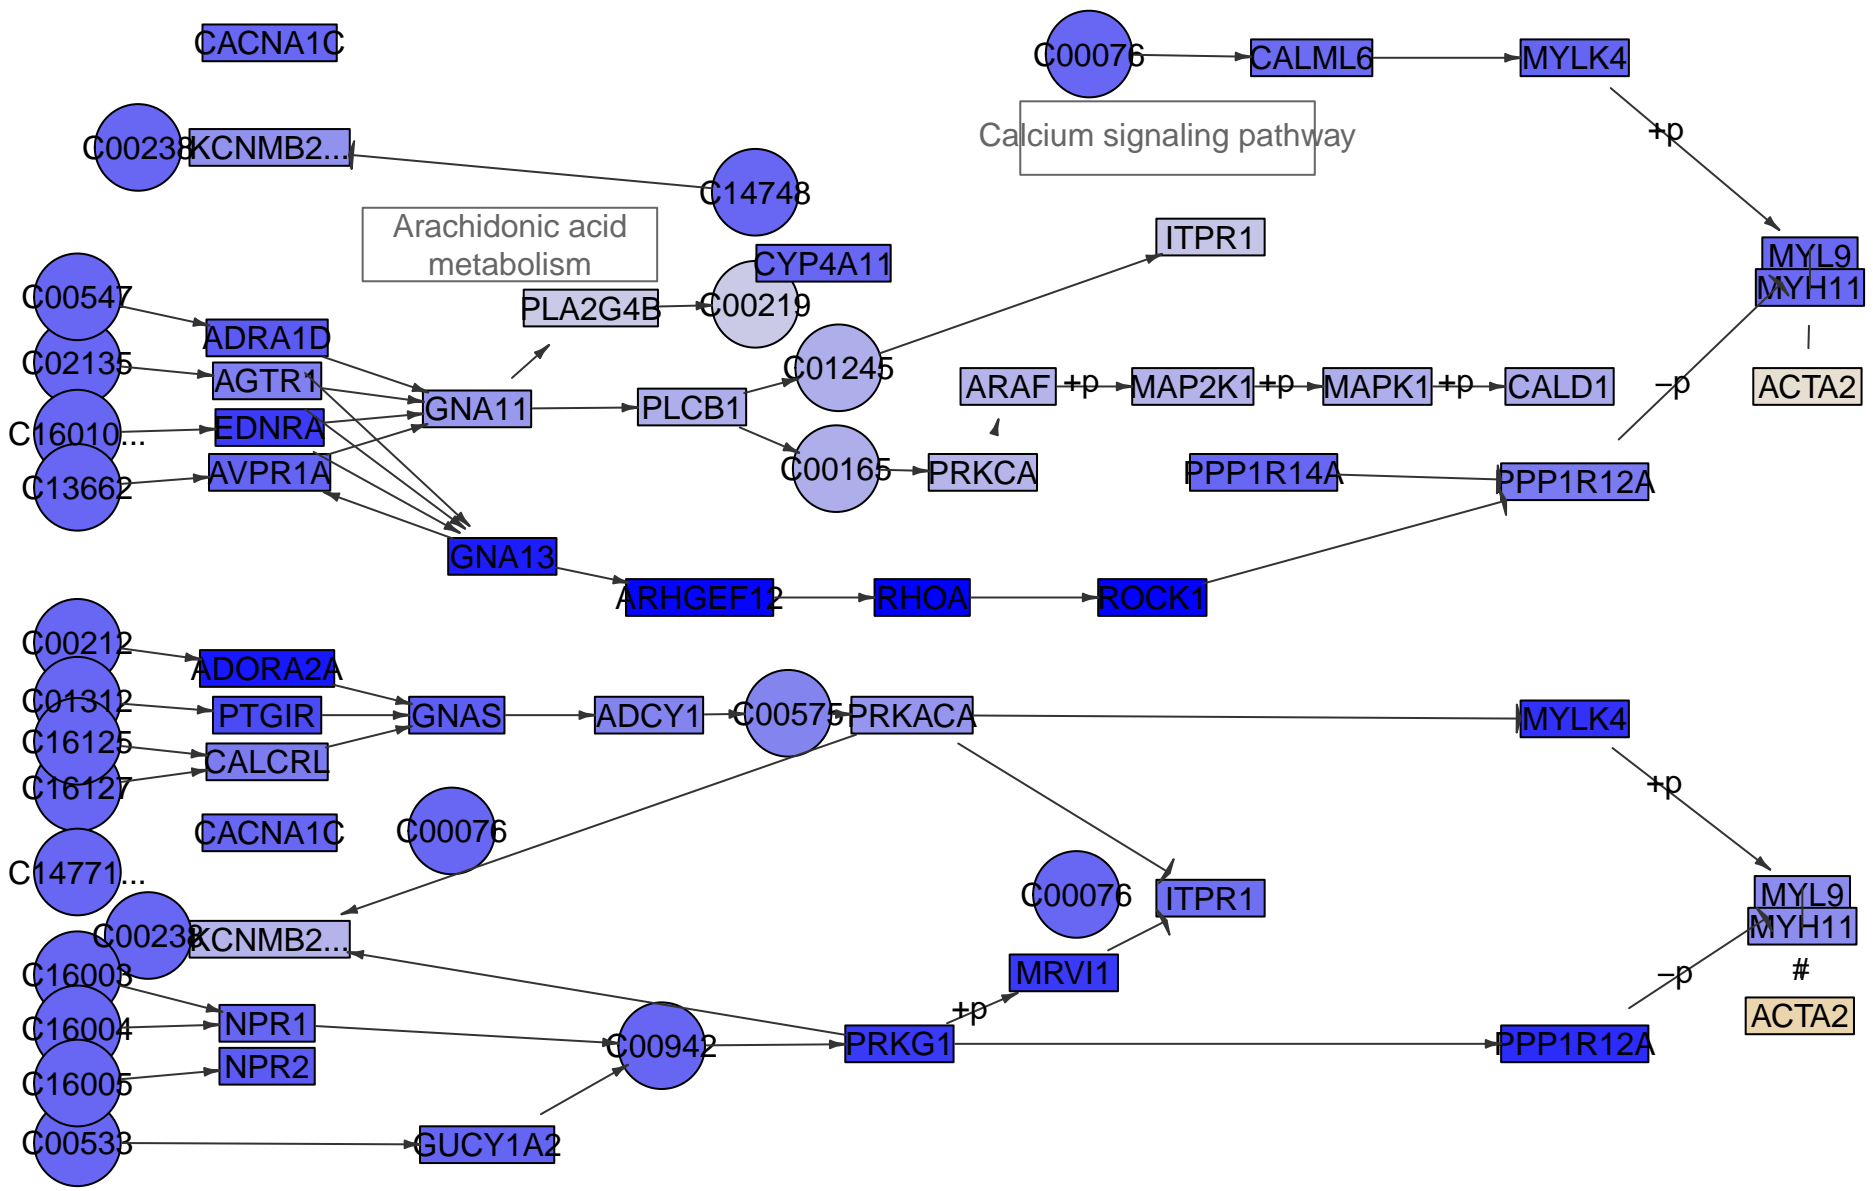 CACNA1C
C00076
CALML6
MYLK4
+p
C00238
KCNMB2...
Calcium signaling pathway
C14748
Arachidonic acid
metabolism
ITPR1
MYL9
CYP4A11
MYH11
C00547
PLA2G4B
C00219
ADRA1D
C02135
AGTR1
C01245
ARAF
+p
MAP2K1
+p
MAPK1
+p
CALD1
–p
ACTA2
GNA11
PLCB1
C16010...
EDNRA
C13662
AVPR1A
C00165
PRKCA
PPP1R14A
PPP1R12A
GNA13
ARHGEF12
RHOA
ROCK1
C00212
ADORA2A
C01312
PTGIR
GNAS
ADCY1
C00575
PRKACA
MYLK4
C16125
CALCRL
C16127
+p
CACNA1C
C00076
C14771...
C00076
ITPR1
MYL9
C00238
KCNMB2...
MYH11
C16003
MRVI1
–p
#
+p
C16004
NPR1
ACTA2
C00942
PRKG1
PPP1R12A
C16005
NPR2
C00533
GUCY1A2